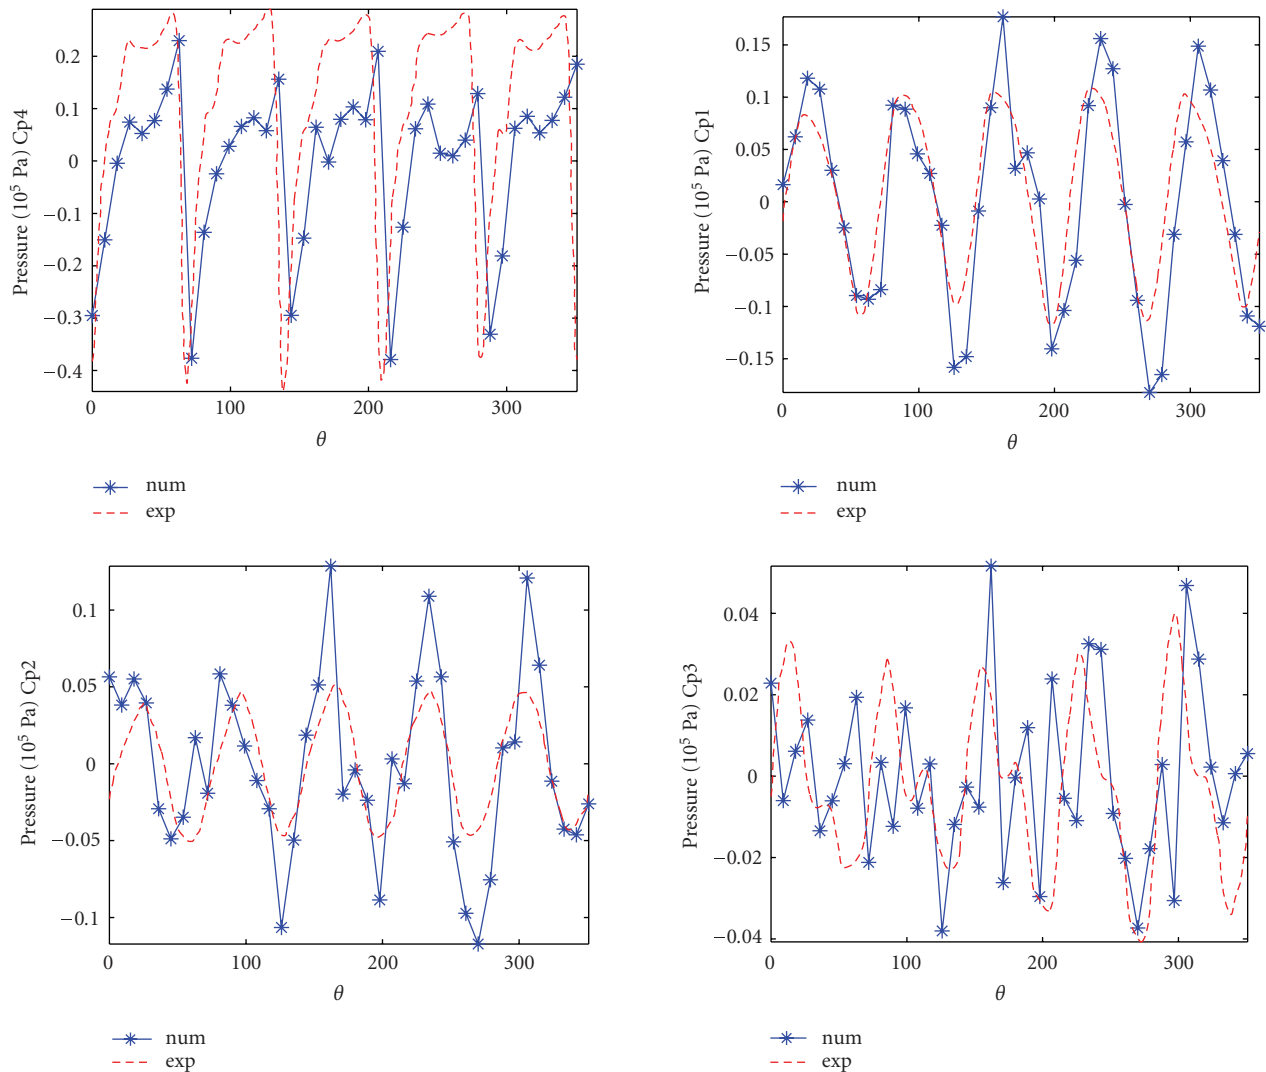 Pressure (10⁵ Pa) Cp4
0.2
0.1
0
−0.1
−0.2
−0.3
−0.4
0 100 200 300
θ
num
exp
Pressure (10⁵ Pa) Cp1
0.15
0.1
0.05
0
−0.05
−0.1
−0.15
0 100 200 300
θ
num
exp
Pressure (10⁵ Pa) Cp2
0.1
0.05
0
−0.05
−0.1
0 100 200 300
θ
num
exp
Pressure (10⁵ Pa) Cp3
0.04
0.02
0
−0.02
−0.04
0 100 200 300
θ
num
exp